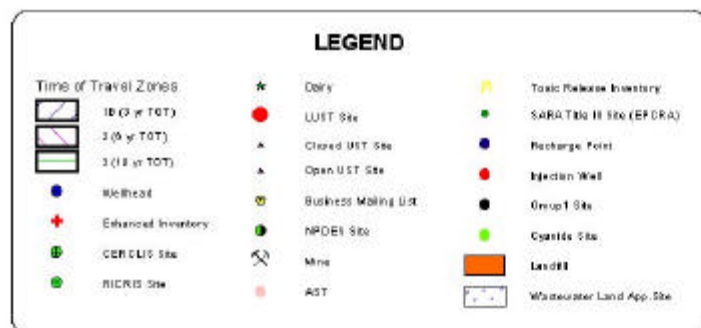 LEGEND
Time of Travel Zones
1B (3 yr TOT)
2 (6 yr TOT)
3 (10 yr TOT)
Wellhead
Enhanced Inventory
CERCLIS Site
RICRIS Site
Dairy
LUST Site
Closed UST Site
Open UST Site
Business Mailing List
NPDES Site
Mine
AST
Toxic Release Inventory
SARA Title III Site (EPCRA)
Recharge Point
Injection Well
Group1 Site
Cyanide Site
Landfill
Wastewater Land App. Site